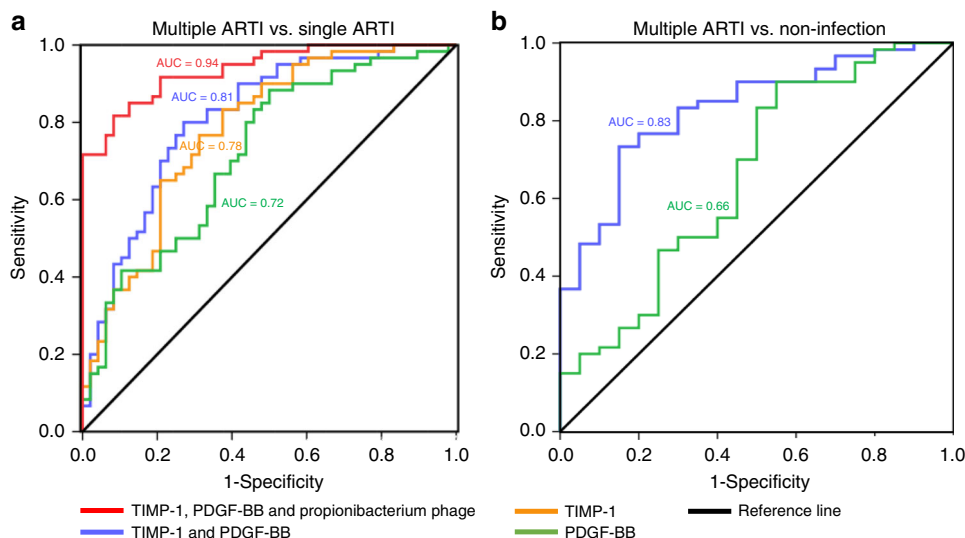 a
Multiple ARTI vs. single ARTI
1.0
0.8
0.6
0.4
0.2
0.0
Sensitivity
AUC = 0.94
AUC = 0.81
AUC = 0.78
AUC = 0.72
0.0 0.2 0.4 0.6 0.8 1.0
1-Specificity
b
Multiple ARTI vs. non-infection
1.0
0.8
0.6
0.4
0.2
0.0
Sensitivity
AUC = 0.83
AUC = 0.66
0.0 0.2 0.4 0.6 0.8 1.0
1-Specificity
TIMP-1, PDGF-BB and propionibacterium phage
TIMP-1 and PDGF-BB
TIMP-1
PDGF-BB
Reference line